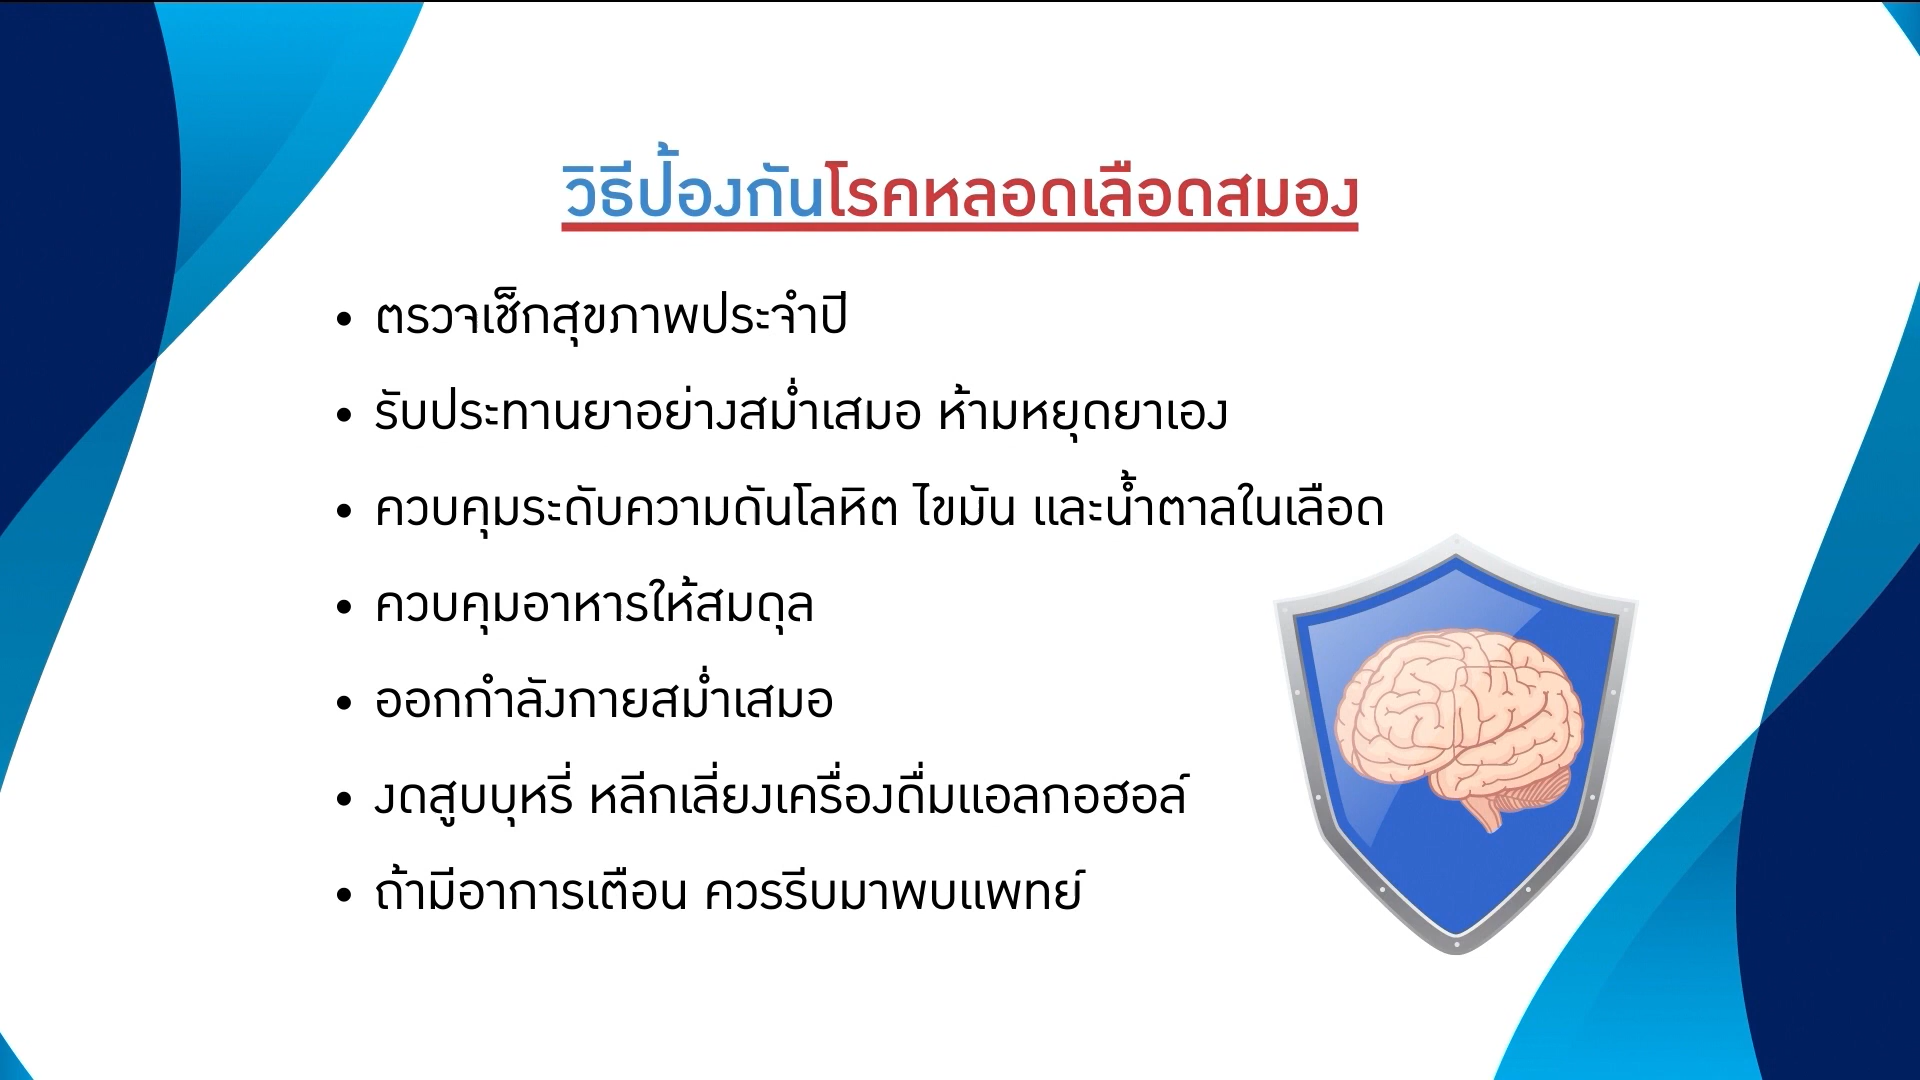 วิธีป้องกันโรคหลอดเลือดสมอง
• ตรวจเช็กสุขภาพประจำปี
• รับประทานยาอย่างสม่ำเสมอ ห้ามหยุดยาเอง
• ควบคุมระดับความดันโลหิต ไขมัน และน้ำตาลในเลือด
• ควบคุมอาหารให้สมดุล
• ออกกำลังกายสม่ำเสมอ
• งดสูบบุหรี่ หลีกเลี่ยงเครื่องดื่มแอลกอฮอล์
• ถ้ามีอาการเตือน ควรรีบมาพบแพทย์